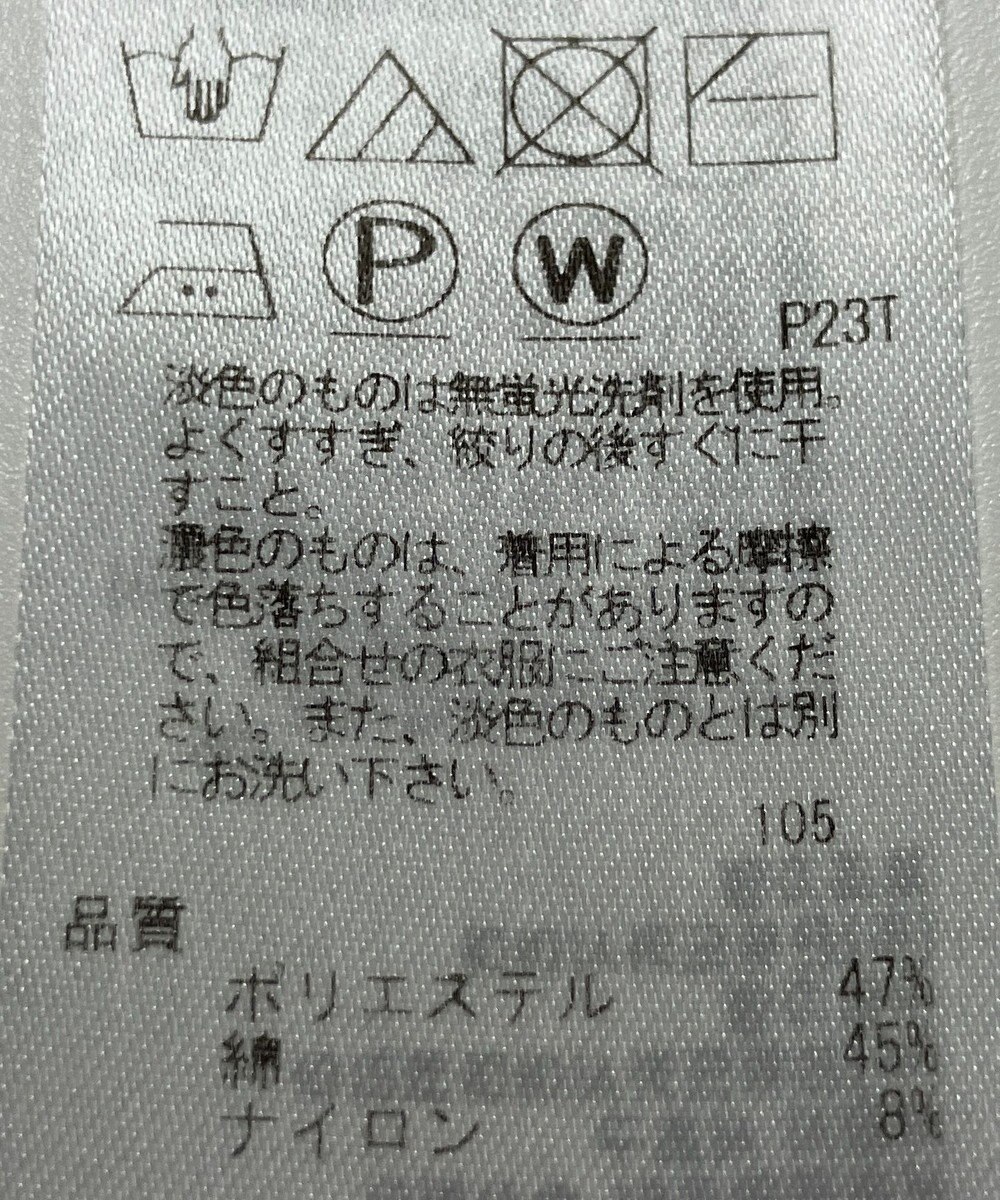 P W
P23T
淡色のものは無蛍光洗剤を使用。
よくすすぎ、絞りの後すぐに干
すこと。
濃色のものは、着用による摩擦
で色落ちすることがありますの
で、組合せの衣服にご注意くだ
さい。また、淡色のものとは別
にお洗い下さい。
105
品質
ポリエステル 47%
綿 45%
ナイロン 8%